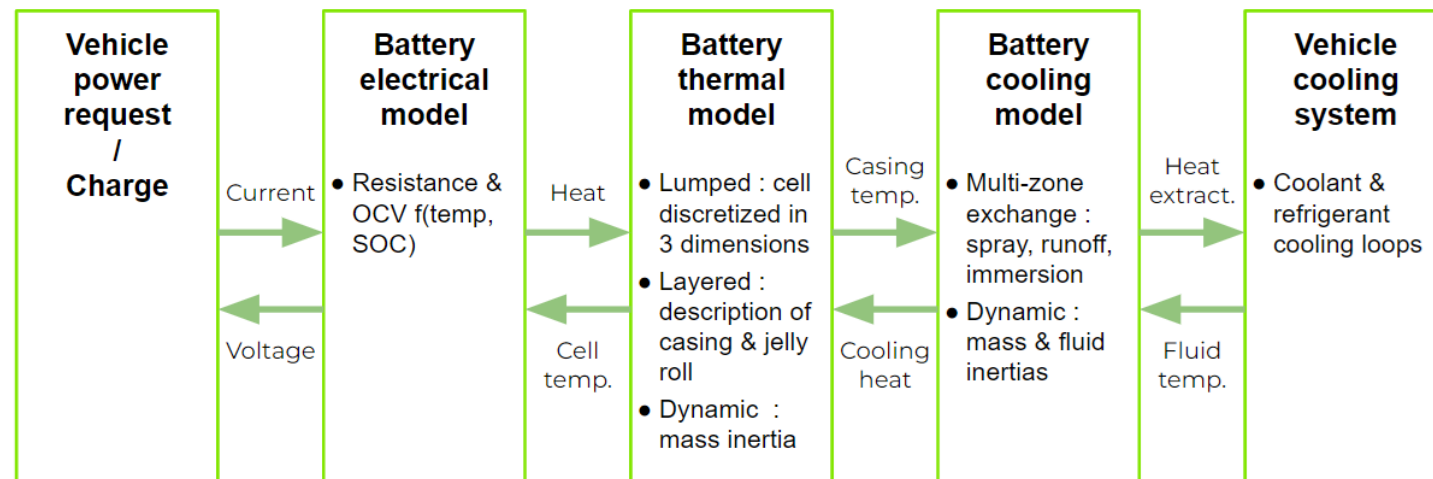 Vehicle
power
request
/
Charge
Current
Voltage
Battery
electrical
model
● Resistance &
OCV f(temp,
SOC)
Heat
Cell
temp.
Battery
thermal
model
● Lumped : cell
discretized in
3 dimensions
● Layered :
description of
casing & jelly
roll
● Dynamic :
mass inertia
Casing
temp.
Cooling
heat
Battery
cooling
model
● Multi-zone
exchange :
spray, runoff,
immersion
● Dynamic :
mass & fluid
inertias
Heat
extract.
Fluid
temp.
Vehicle
cooling
system
● Coolant &
refrigerant
cooling loops